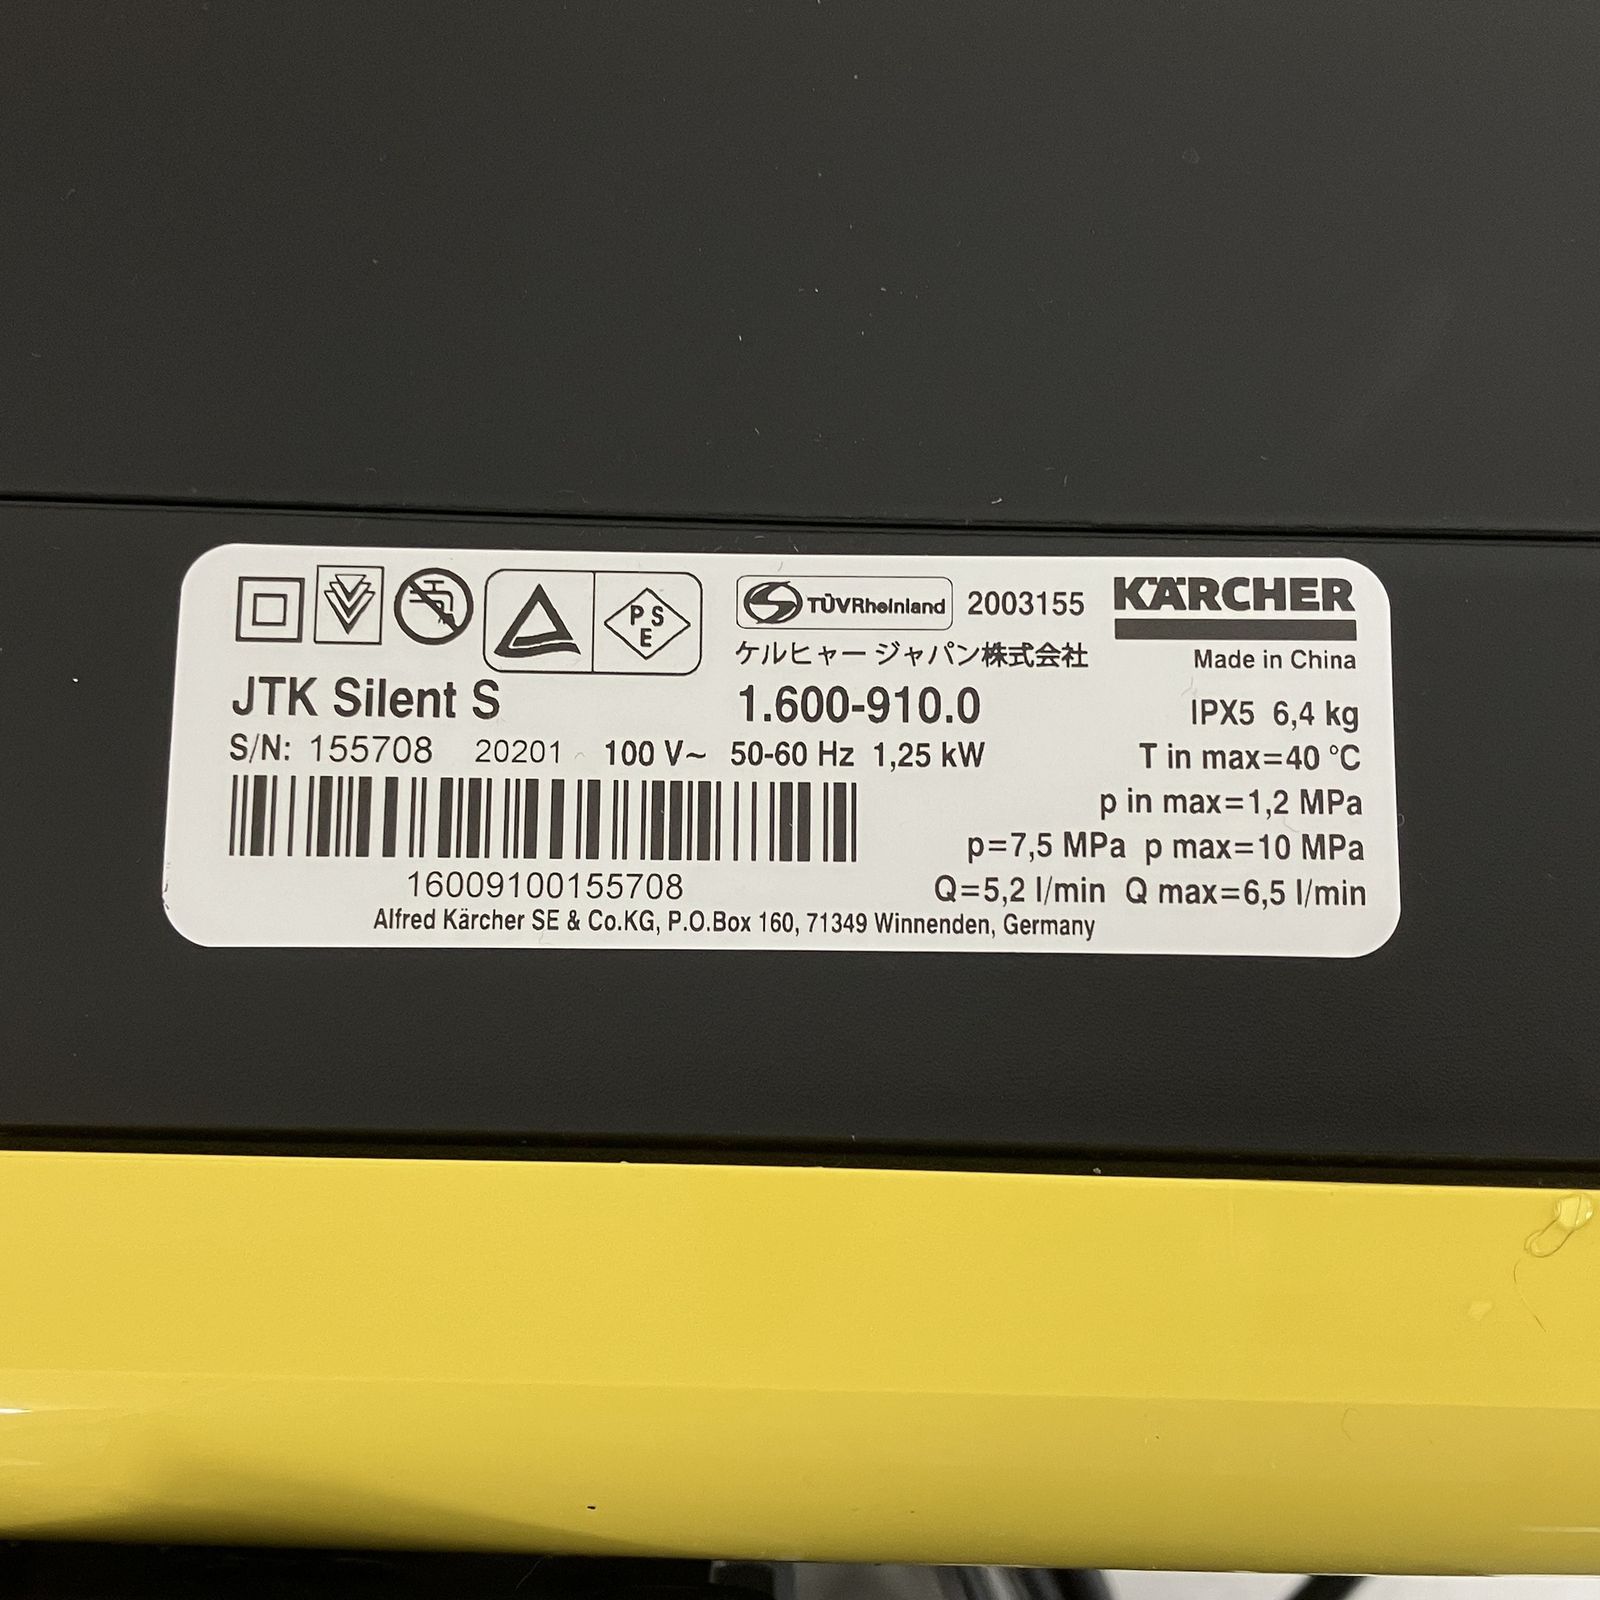 PS
E
TÜVRheinland 2003155
KÄRCHER
ケルヒャー ジャパン株式会社
Made in China
JTK Silent S 1.600-910.0
IPX5 6,4 kg
S/N: 155708 20201 100 V~ 50-60 Hz 1,25 kW
T in max=40 °C
p in max=1,2 MPa
p=7,5 MPa p max=10 MPa
16009100155708
Q=5,2 l/min Q max=6,5 l/min
Alfred Kärcher SE & Co.KG, P.O.Box 160, 71349 Winnenden, Germany